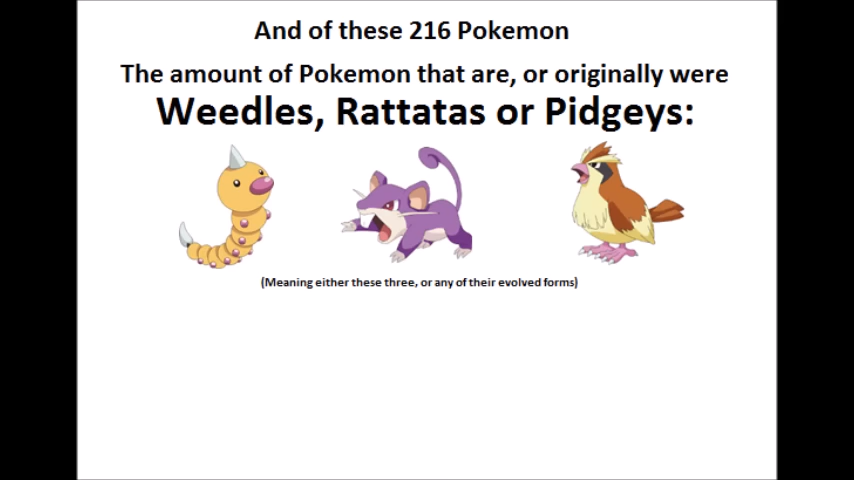 And of these 216 Pokemon
The amount of Pokemon that are, or originally were
Weedles, Rattatas or Pidgeys:
(Meaning either these three, or any of their evolved forms)